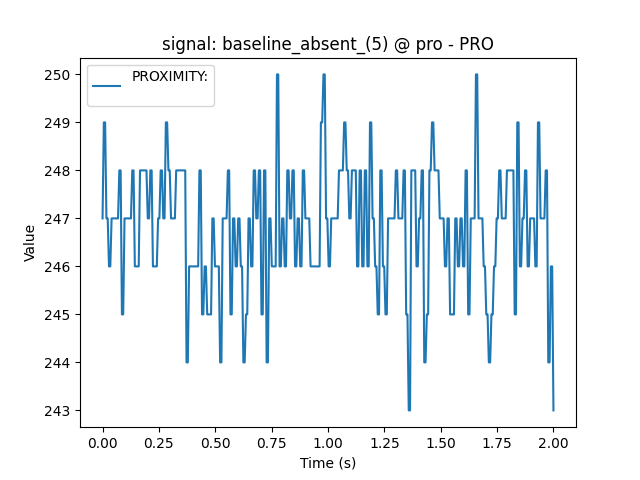 signal: baseline_absent_(5) @ pro - PRO
PROXIMITY:
250
249
248
247
246
245
244
243
Value
0.00 0.25 0.50 0.75 1.00 1.25 1.50 1.75 2.00
Time (s)